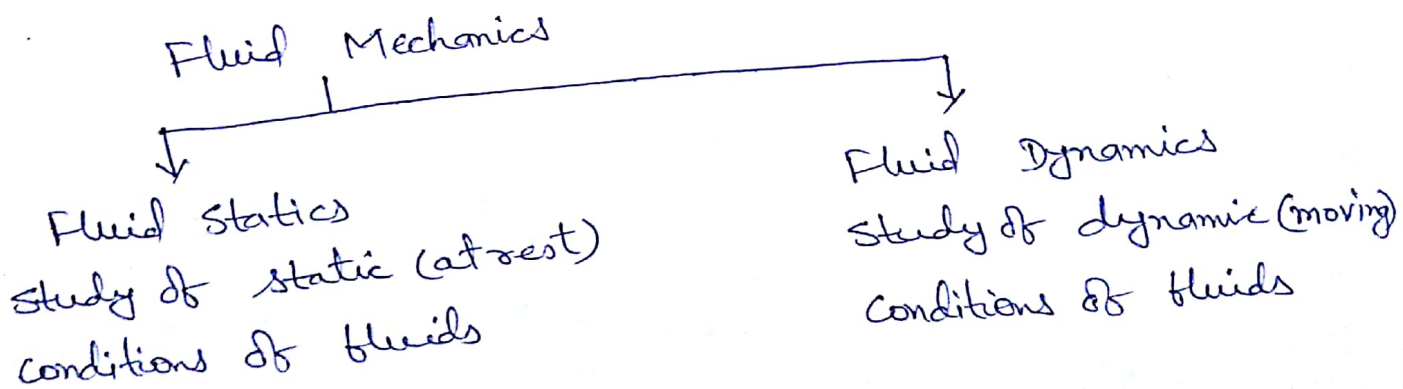 Fluid Mechanics
Fluid Statics
Study of static (at rest)
conditions of fluids
Fluid Dynamics
Study of dynamic (moving)
conditions of fluids